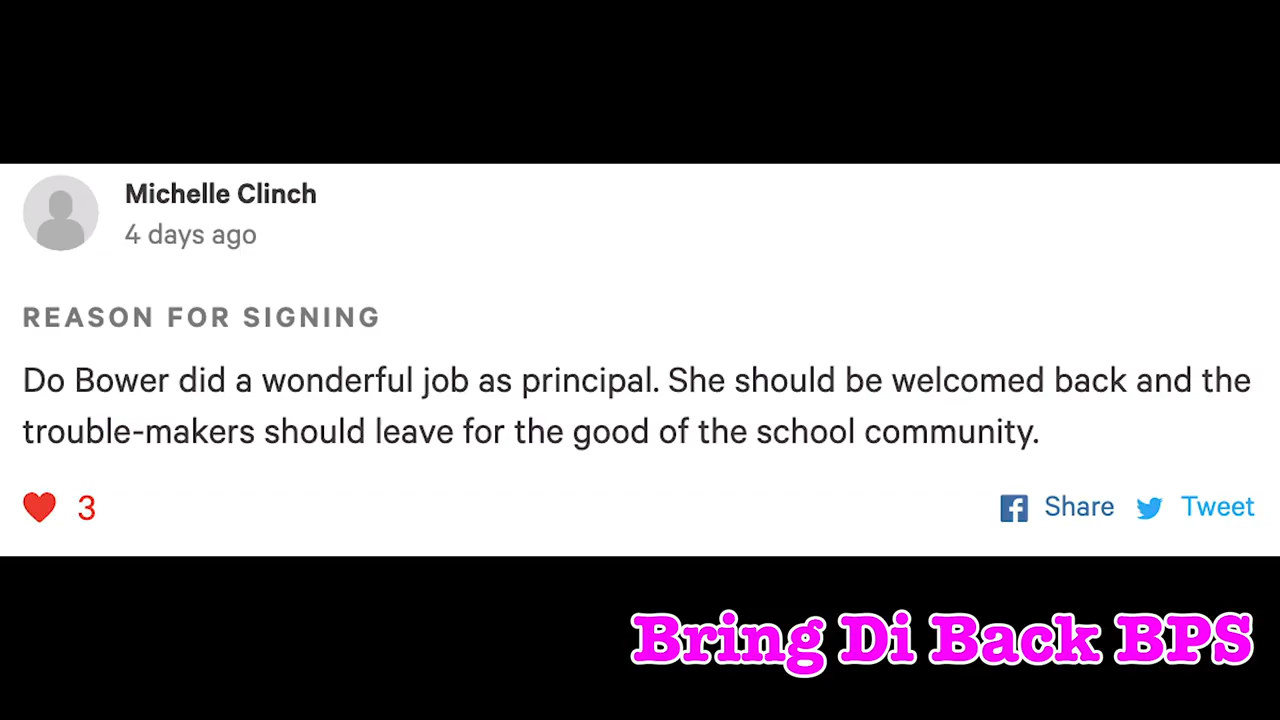 Michelle Clinch
4 days ago
REASON FOR SIGNING
Do Bower did a wonderful job as principal. She should be welcomed back and the
trouble-makers should leave for the good of the school community.
3
Share Tweet
Bring Di Back BPS